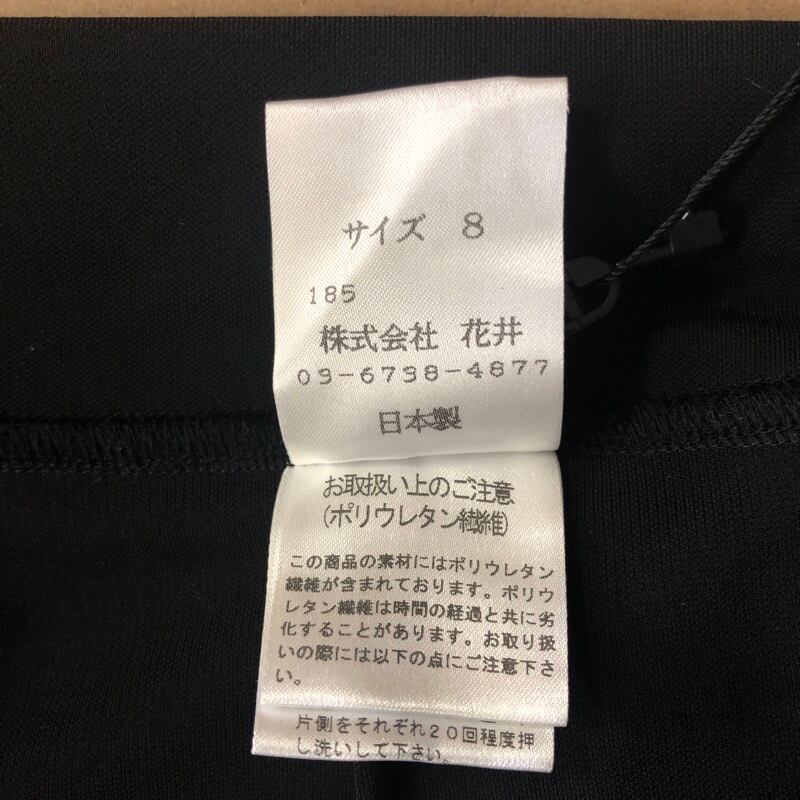 サイズ 8
185
株式会社 花井
03-6738-4877
日本製
お取扱い上のご注意
(ポリウレタン繊維)
この商品の素材にはポリウレタン
繊維が含まれております。ポリウ
レタン繊維は時間の経過と共に劣
化することがあります。お取り扱
いの際には以下の点にご注意下さ
い。
片側をそれぞれ20回程度押
し洗いして下さい。